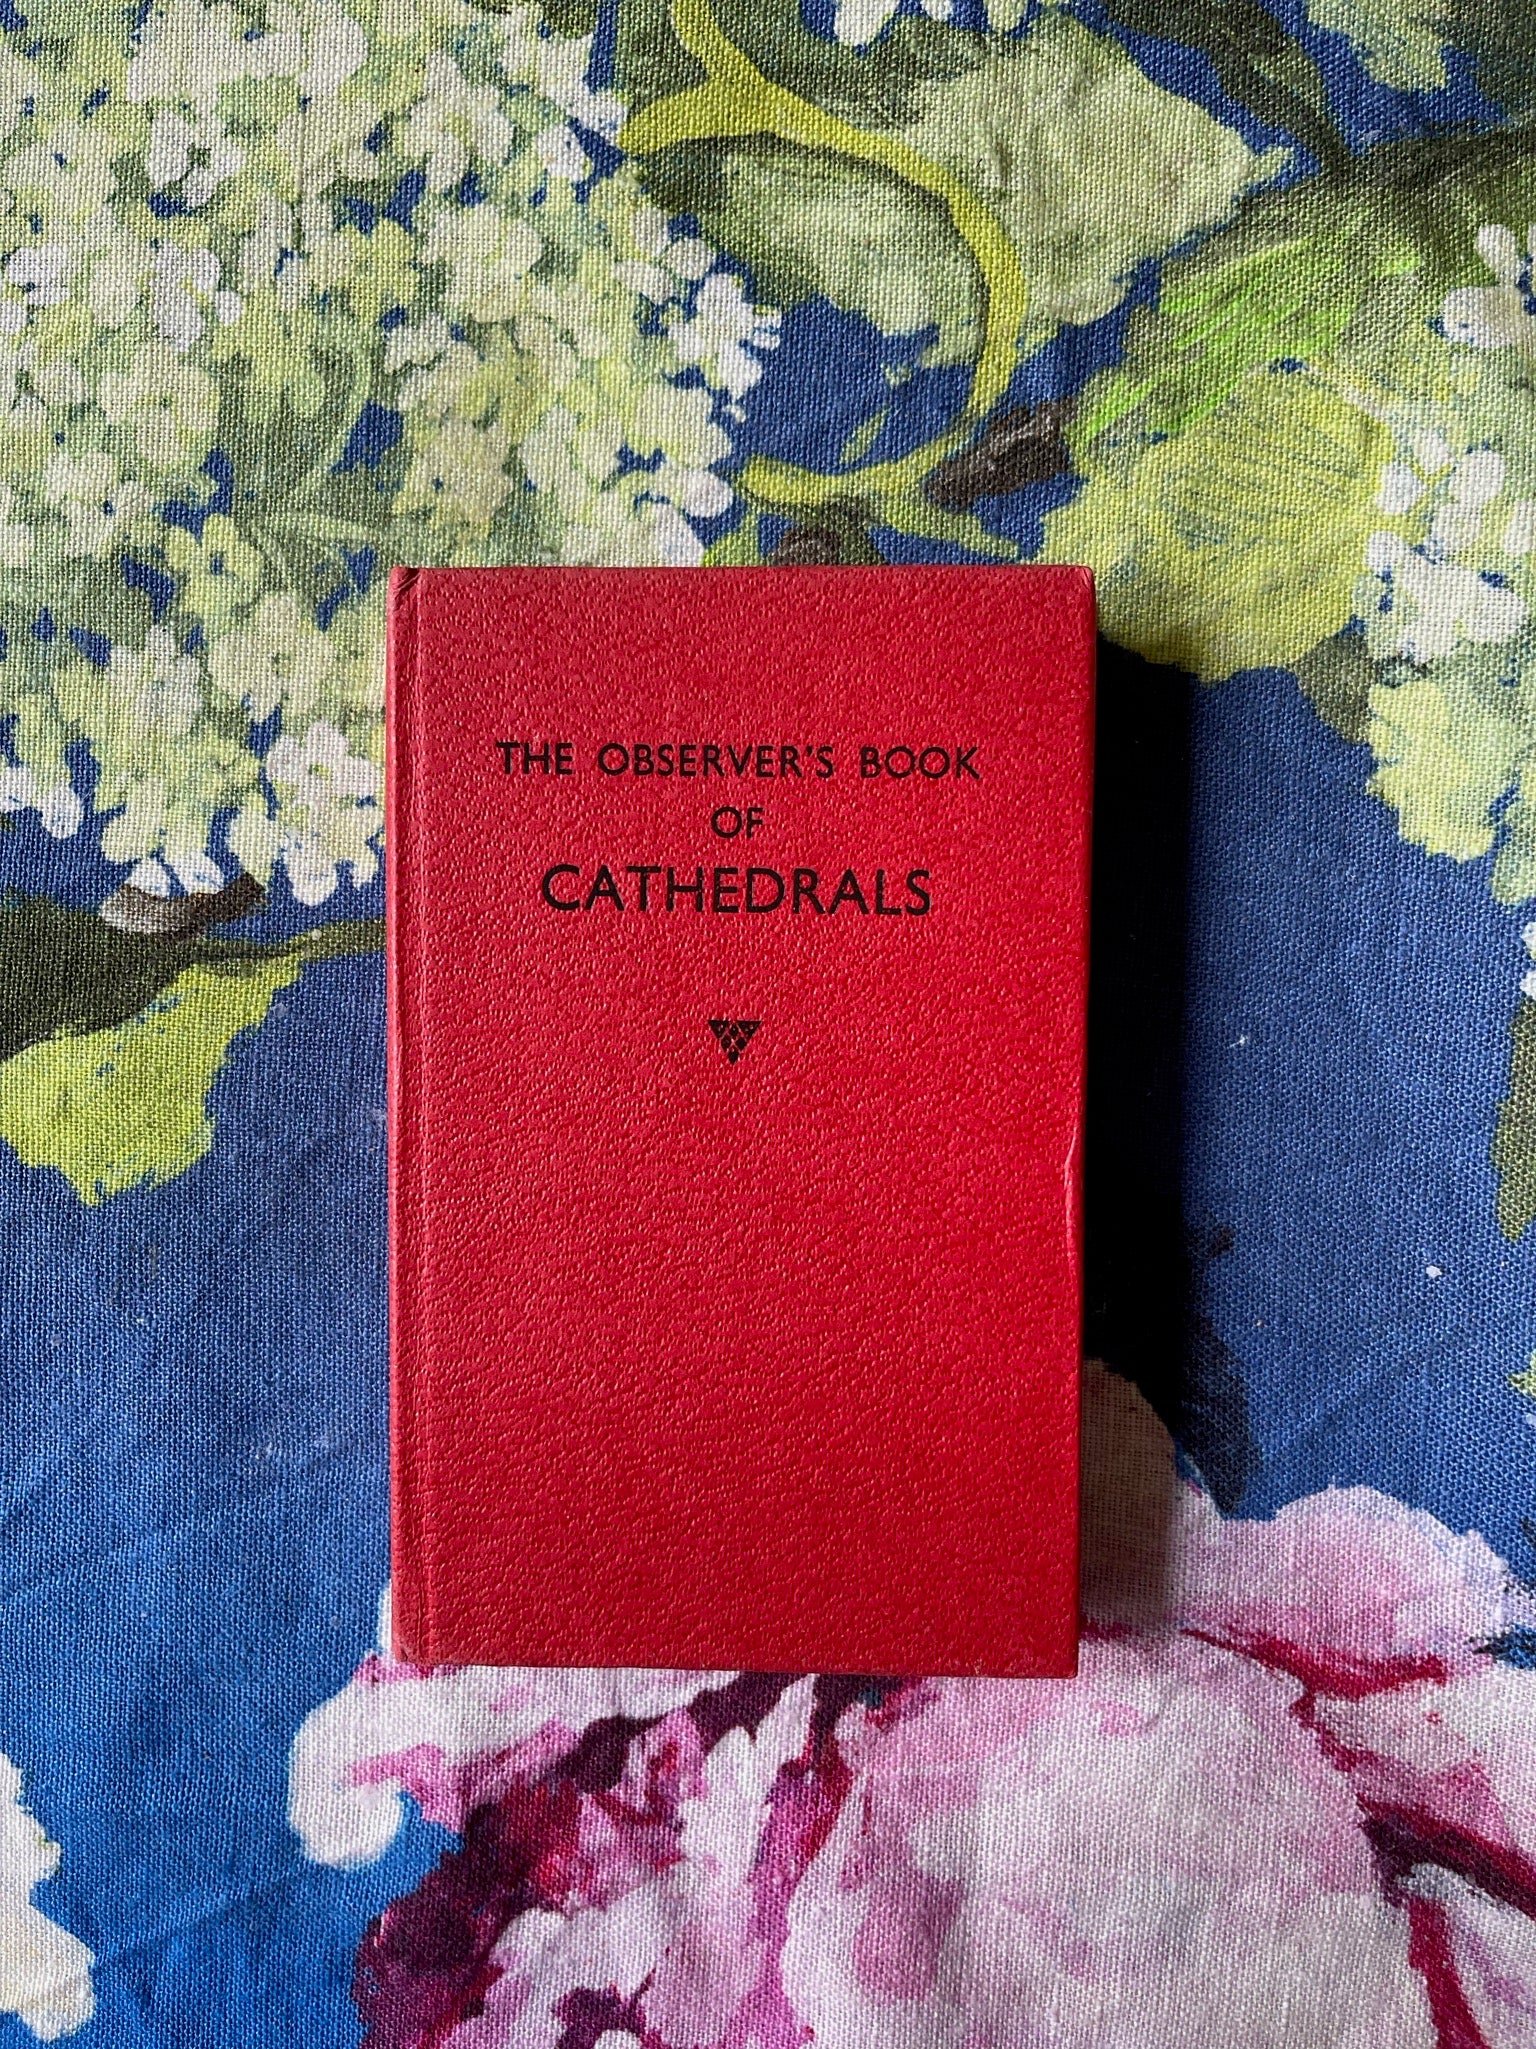 THE OBSERVER'S BOOK
OF
CATHEDRALS